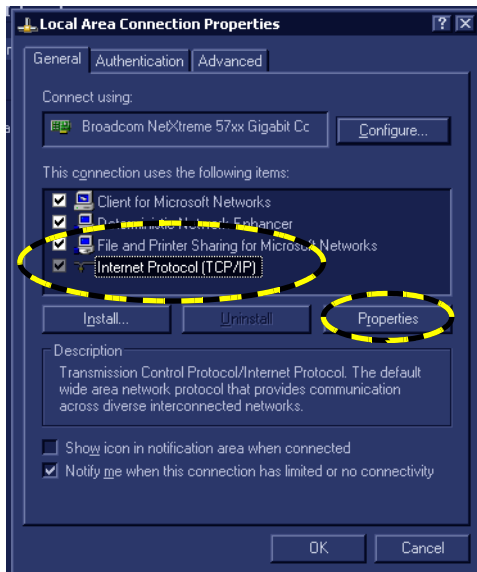 Local Area Connection Properties
General Authentication Advanced
Connect using:
Broadcom NetXtreme 57xx Gigabit Cc
Configure...
This connection uses the following items:
Client for Microsoft Networks
Deterministic Network Enhancer
File and Printer Sharing for Microsoft Networks
Internet Protocol (TCP/IP)
Install... Uninstall Properties
Description
Transmission Control Protocol/Internet Protocol. The default
wide area network protocol that provides communication
across diverse interconnected networks.
Show icon in notification area when connected
Notify me when this connection has limited or no connectivity
OK Cancel